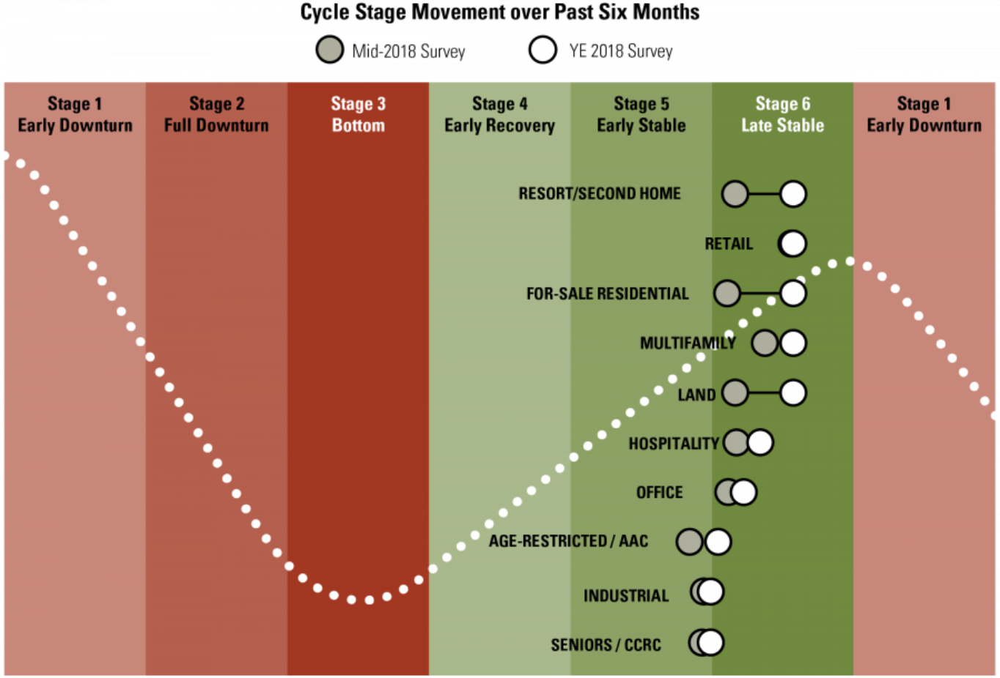 Cycle Stage Movement over Past Six Months
Mid-2018 Survey
YE 2018 Survey
Stage 1
Early Downturn
Stage 2
Full Downturn
Stage 3
Bottom
Stage 4
Early Recovery
Stage 5
Early Stable
Stage 6
Late Stable
Stage 1
Early Downturn
RESORT/SECOND HOME
RETAIL
FOR-SALE RESIDENTIAL
MULTIFAMILY
LAND
HOSPITALITY
OFFICE
AGE-RESTRICTED / AAC
INDUSTRIAL
SENIORS / CCRC